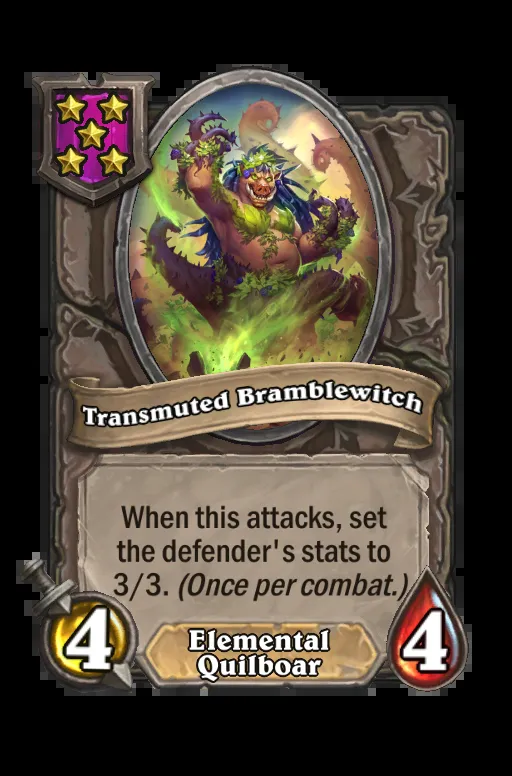 Transmuted Bramblewitch
When this attacks, set
the defender's stats to
3/3. (Once per combat.)
4
Elemental
Quilboar
4